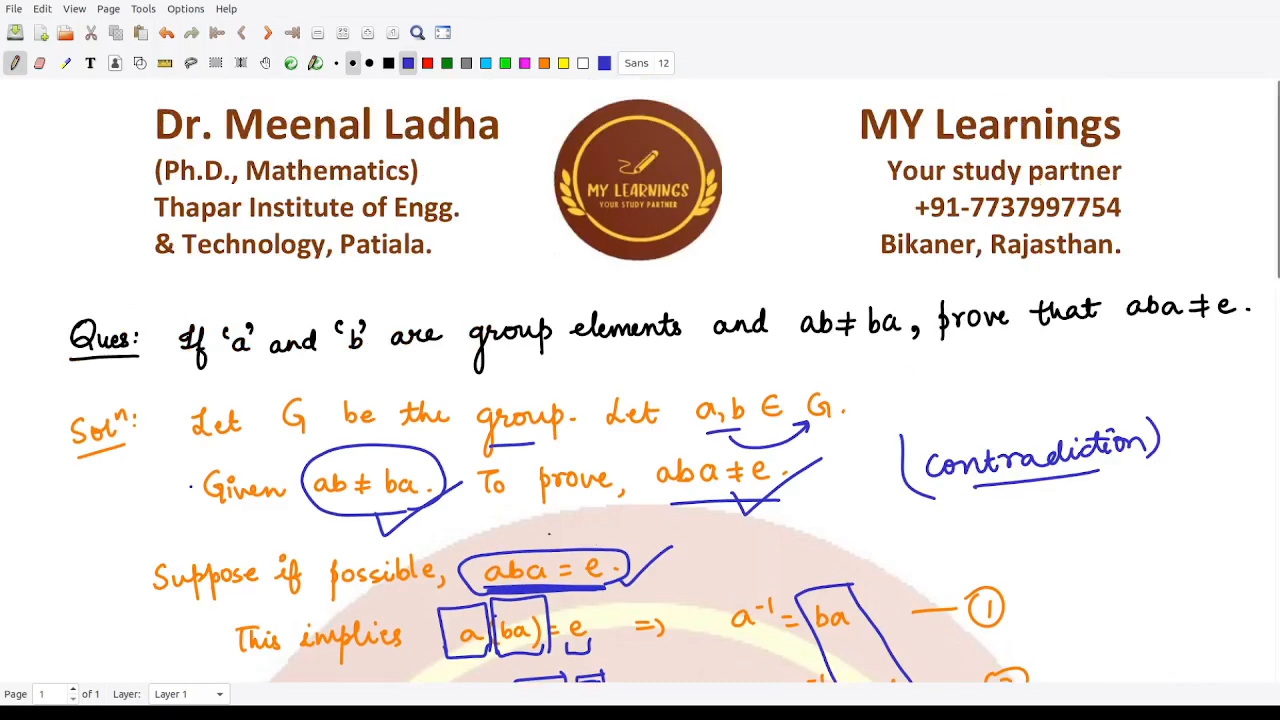 File Edit View Page Tools Options Help
Sans 12
Dr. Meenal Ladha
(Ph.D., Mathematics)
Thapar Institute of Engg.
& Technology, Patiala.
MY LEARNINGS
YOUR STUDY PARTNER
MY Learnings
Your study partner
+91-7737997754
Bikaner, Rajasthan.
Ques: If 'a' and 'b' are group elements and ab ≠ ba, prove that aba ≠ e.
Solⁿ: Let G be the group. Let a, b ∈ G.
Given ab ≠ ba. To prove, aba ≠ e.
(contradiction)
Suppose if possible, aba = e.
This implies a (ba) = e => a⁻¹ = ba — ①
Page 1 of 1 Layer: Layer 1